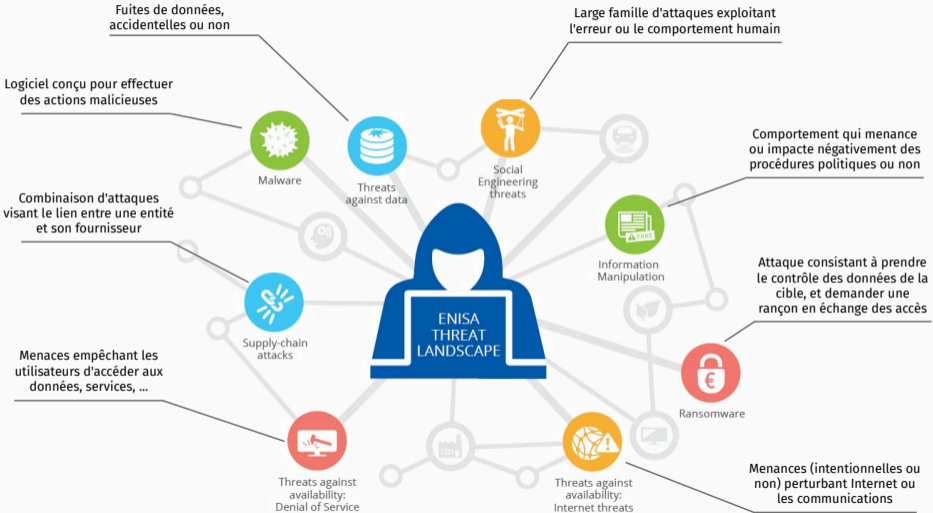 Fuites de données,
accidentelles ou non
Large famille d'attaques exploitant
l'erreur ou le comportement humain
Logiciel conçu pour effectuer
des actions malicieuses
Malware
Threats
against data
Social
Engineering
threats
Comportement qui menance
ou impacte négativement des
procédures politiques ou non
Combinaison d'attaques
visant le lien entre une entité
et son fournisseur
FAKE
Information
Manipulation
Attaque consistant à prendre
le contrôle des données de la
cible, et demander une
rançon en échange des accès
Supply-chain
attacks
ENISA
THREAT
LANDSCAPE
Menaces empêchant les
utilisateurs d'accéder aux
données, services, ...
€
Ransomware
Threats against
availability:
Denial of Service
Threats against
availability:
Internet threats
Menances (intentionnelles ou
non) perturbant Internet ou
les communications